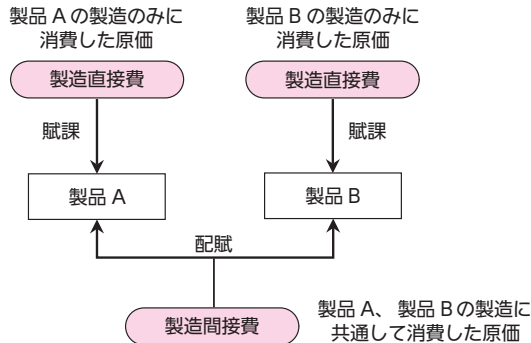 製品 A の製造のみに
消費した原価
製品 B の製造のみに
消費した原価
製造直接費
製造直接費
賦課
賦課
製品 A
製品 B
配賦
製造間接費
製品 A、製品 B の製造に
共通して消費した原価